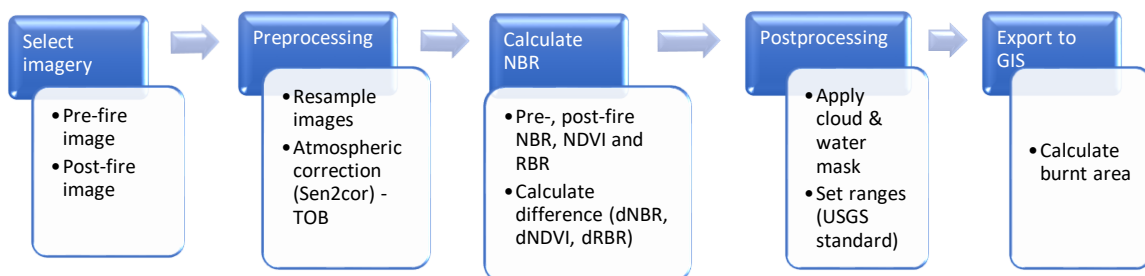 Select
imagery
• Pre-fire
image
• Post-fire
image
Preprocessing
• Resample
images
• Atmospheric
correction
(Sen2cor) -
TOB
Calculate
NBR
• Pre-, post-fire
NBR, NDVI and
RBR
• Calculate
difference (dNBR,
dNDVI, dRBR)
Postprocessing
• Apply
cloud &
water
mask
• Set ranges
(USGS
standard)
Export to
GIS
• Calculate
burnt area